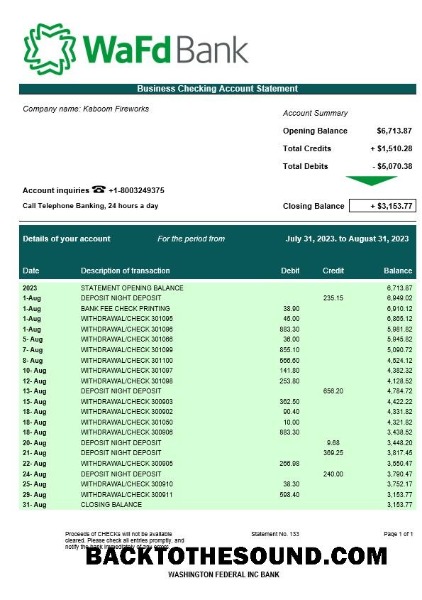 WaFd Bank
Business Checking Account Statement
Company name: Kaboom Fireworks
Account Summary
Opening Balance $6,713.87
Total Credits + $1,510.28
Total Debits - $5,070.38
Account inquiries ☎ +1-8003249375
Call Telephone Banking, 24 hours a day
Closing Balance + $3,153.77
Details of your account For the period from July 31, 2023. to August 31, 2023
Date Description of transaction Debit Credit Balance
2023 STATEMENT OPENING BALANCE 6,713.87
1-Aug DEPOSIT NIGHT DEPOSIT 235.15 6,949.02
1-Aug BANK FEE CHECK PRINTING 38.90 6,910.12
1-Aug WITHDRAWAL/CHECK 301095 45.00 6,865.12
1-Aug WITHDRAWAL/CHECK 301096 883.30 5,981.82
5- Aug WITHDRAWAL/CHECK 301086 36.00 5,945.82
7- Aug WITHDRAWAL/CHECK 301099 855.10 5,090.72
8- Aug WITHDRAWAL/CHECK 301100 566.60 4,524.12
10- Aug WITHDRAWAL/CHECK 301097 141.80 4,382.32
12- Aug WITHDRAWAL/CHECK 301098 253.80 4,128.52
13- Aug DEPOSIT NIGHT DEPOSIT 656.20 4,784.72
15- Aug WITHDRAWAL/CHECK 300903 362.50 4,422.22
18- Aug WITHDRAWAL/CHECK 300902 90.40 4,331.82
18- Aug WITHDRAWAL/CHECK 301050 10.00 4,321.82
18- Aug WITHDRAWAL/CHECK 300906 883.30 3,438.52
20- Aug DEPOSIT NIGHT DEPOSIT 9.68 3,448.20
21- Aug DEPOSIT NIGHT DEPOSIT 369.25 3,817.45
22- Aug WITHDRAWAL/CHECK 300905 266.98 3,550.47
24- Aug DEPOSIT NIGHT DEPOSIT 240.00 3,790.47
25- Aug WITHDRAWAL/CHECK 300910 38.30 3,752.17
29- Aug WITHDRAWAL/CHECK 300911 598.40 3,153.77
31- Aug CLOSING BALANCE 3,153.77
Proceeds of CHECKs will not be available Statement No. 133 Page 1 of 1
cleared. Please check all entries promptly, and
notify the bank immediately of any errors
BACKTOTHESOUND.COM
WASHINGTON FEDERAL INC BANK